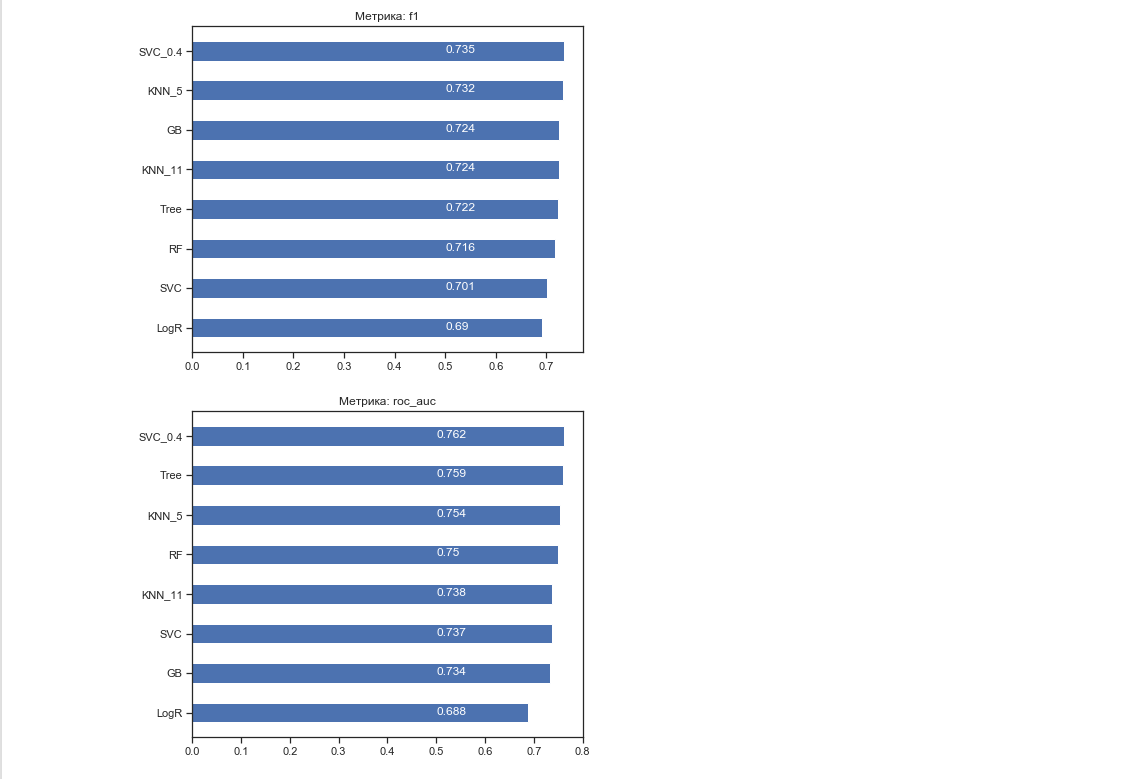 Метрика: f1
SVC_0.4 0.735
KNN_5 0.732
GB 0.724
KNN_11 0.724
Tree 0.722
RF 0.716
SVC 0.701
LogR 0.69
0.0 0.1 0.2 0.3 0.4 0.5 0.6 0.7
Метрика: roc_auc
SVC_0.4 0.762
Tree 0.759
KNN_5 0.754
RF 0.75
KNN_11 0.738
SVC 0.737
GB 0.734
LogR 0.688
0.0 0.1 0.2 0.3 0.4 0.5 0.6 0.7 0.8